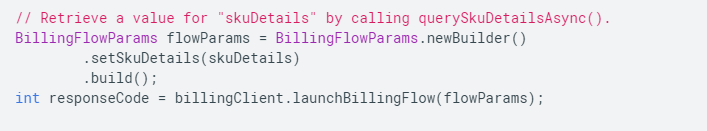 // Retrieve a value for "skuDetails" by calling querySkuDetailsAsync().
BillingFlowParams flowParams = BillingFlowParams.newBuilder()
        .setSkuDetails(skuDetails)
        .build();
int responseCode = billingClient.launchBillingFlow(flowParams);